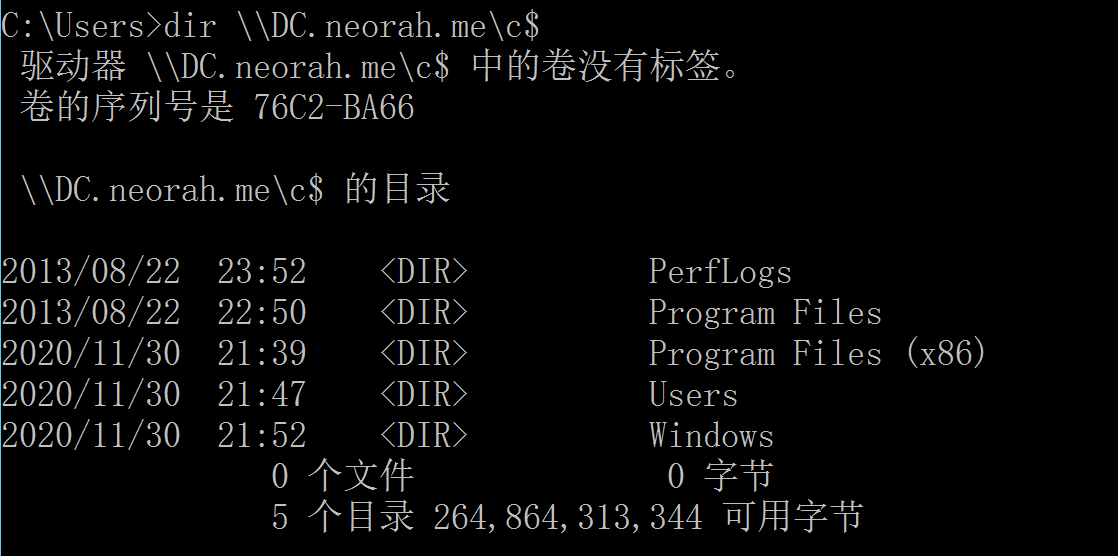 C:\Users>dir \\DC.neorah.me\c$
驱动器 \\DC.neorah.me\c$ 中的卷没有标签。
卷的序列号是 76C2-BA66
\\DC.neorah.me\c$ 的目录
2013/08/22  23:52    <DIR>          PerfLogs
2013/08/22  22:50    <DIR>          Program Files
2020/11/30  21:39    <DIR>          Program Files (x86)
2020/11/30  21:47    <DIR>          Users
2020/11/30  21:52    <DIR>          Windows
0 个文件              0 字节
5 个目录 264,864,313,344 可用字节